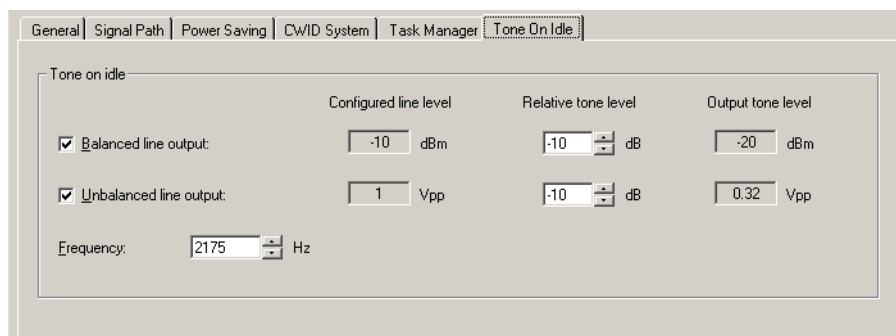 General Signal Path Power Saving CWID System Task Manager Tone On Idle
Tone on idle
Configured line level Relative tone level Output tone level
Balanced line output: -10 dBm -10 dB -20 dBm
Unbalanced line output: 1 Vpp -10 dB 0.32 Vpp
Frequency: 2175 Hz